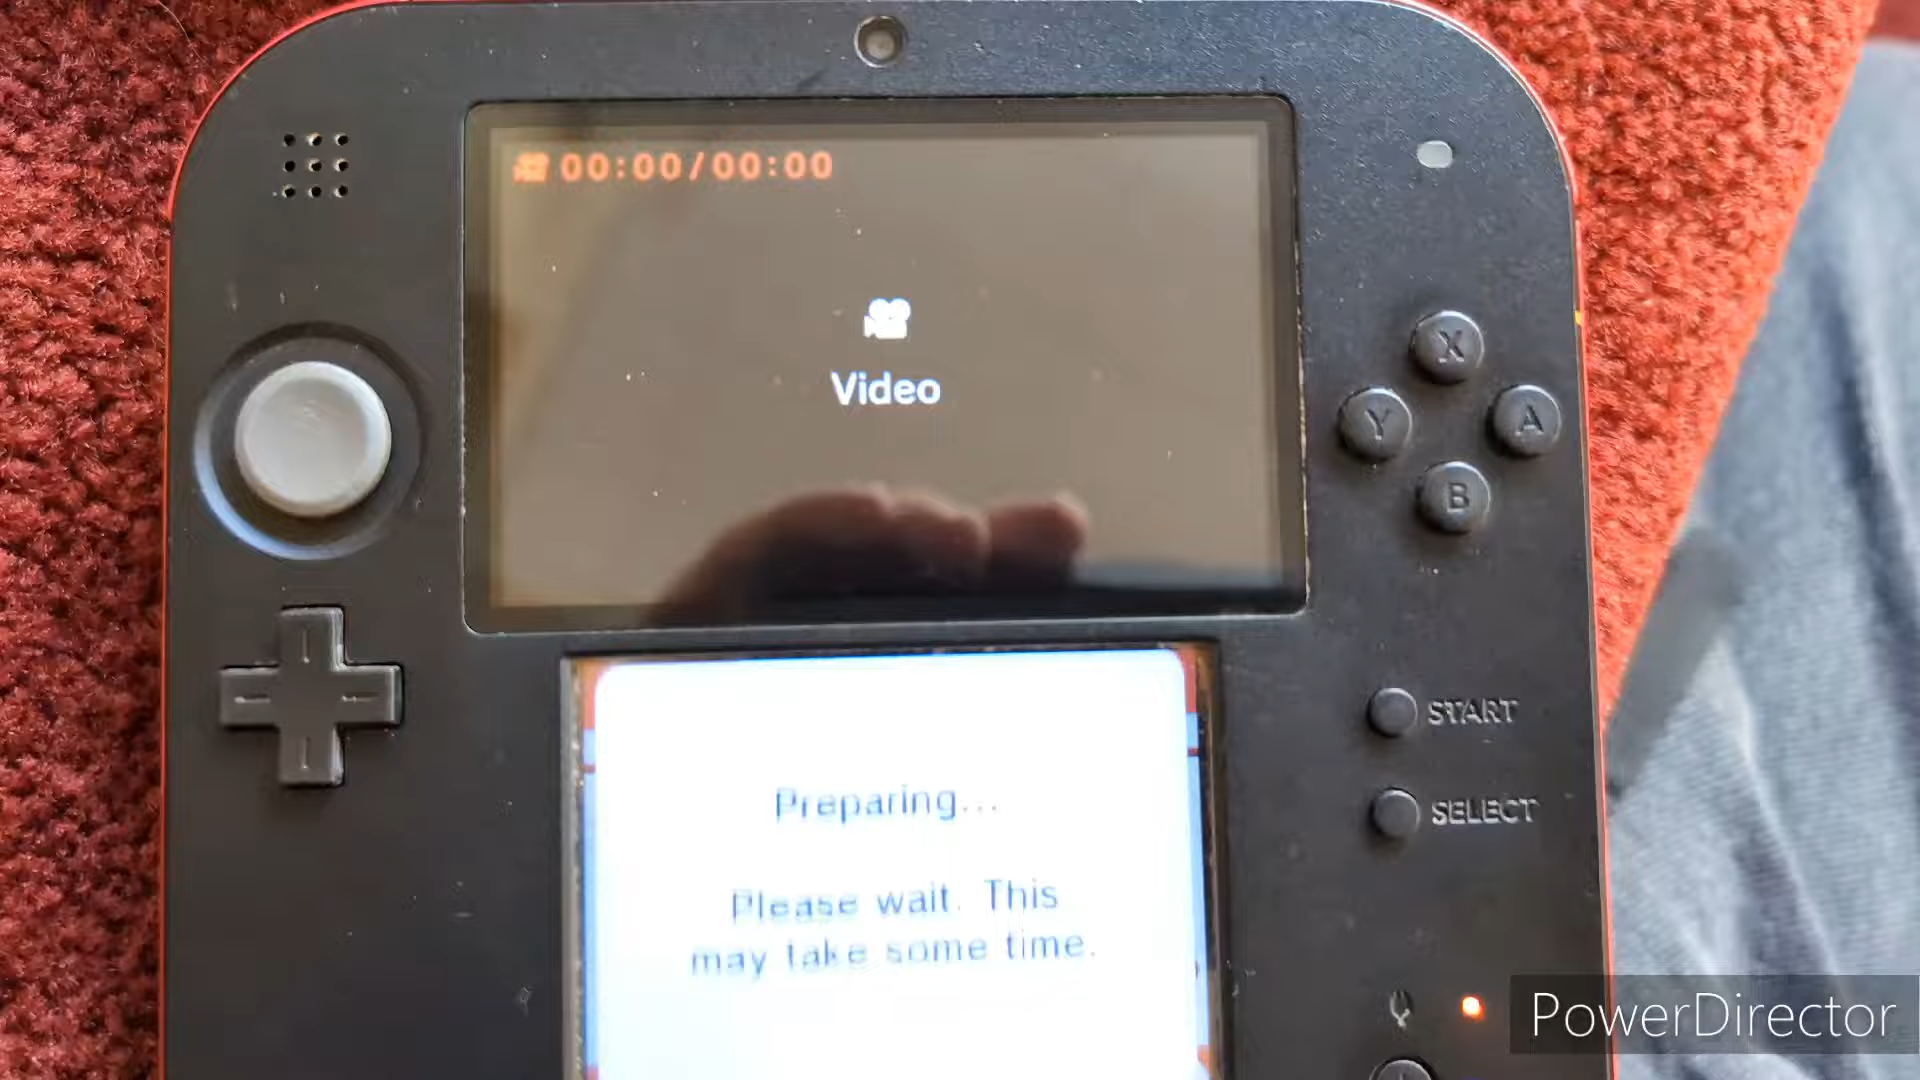 00:00/00:00
Video
X
Y
A
B
START
SELECT
Preparing...
Please wait. This
may take some time.
PowerDirector